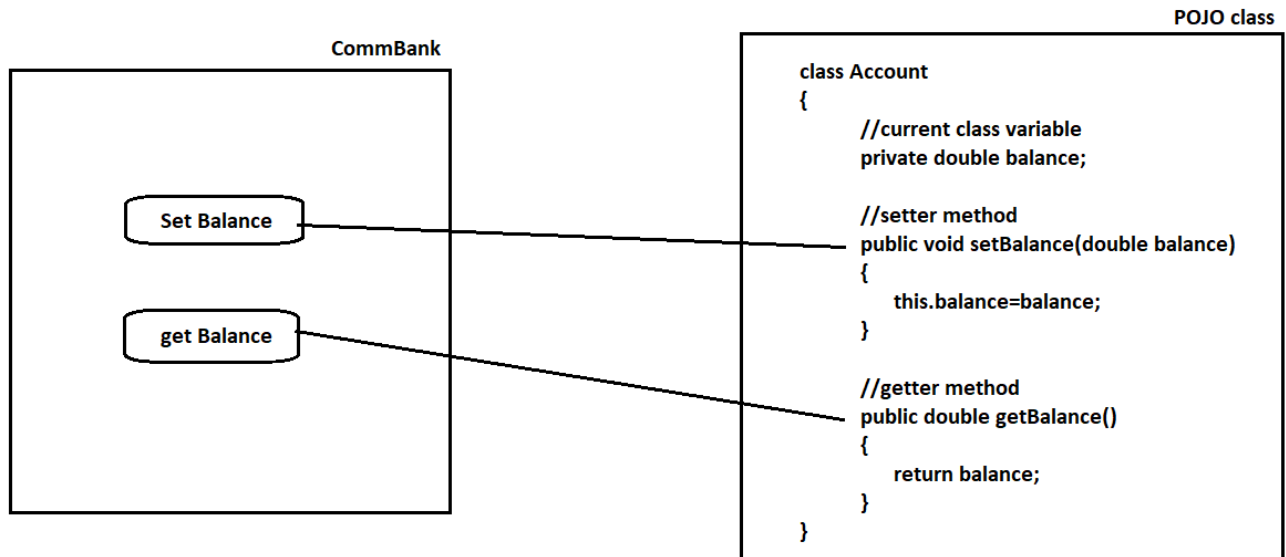 CommBank
Set Balance
get Balance
POJO class
class Account
{
//current class variable
private double balance;
//setter method
public void setBalance(double balance)
{
this.balance=balance;
}
//getter method
public double getBalance()
{
return balance;
}
}